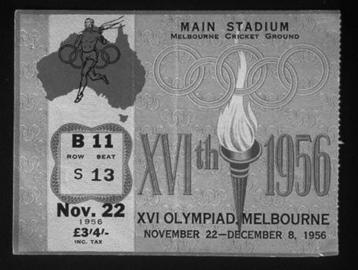 MAIN STADIUM
MELBOURNE CRICKET GROUND
B 11
ROW SEAT
S 13
XVIth 1956
Nov. 22
1956
£3/4/-
INC. TAX
XVI OLYMPIAD, MELBOURNE
NOVEMBER 22—DECEMBER 8, 1956